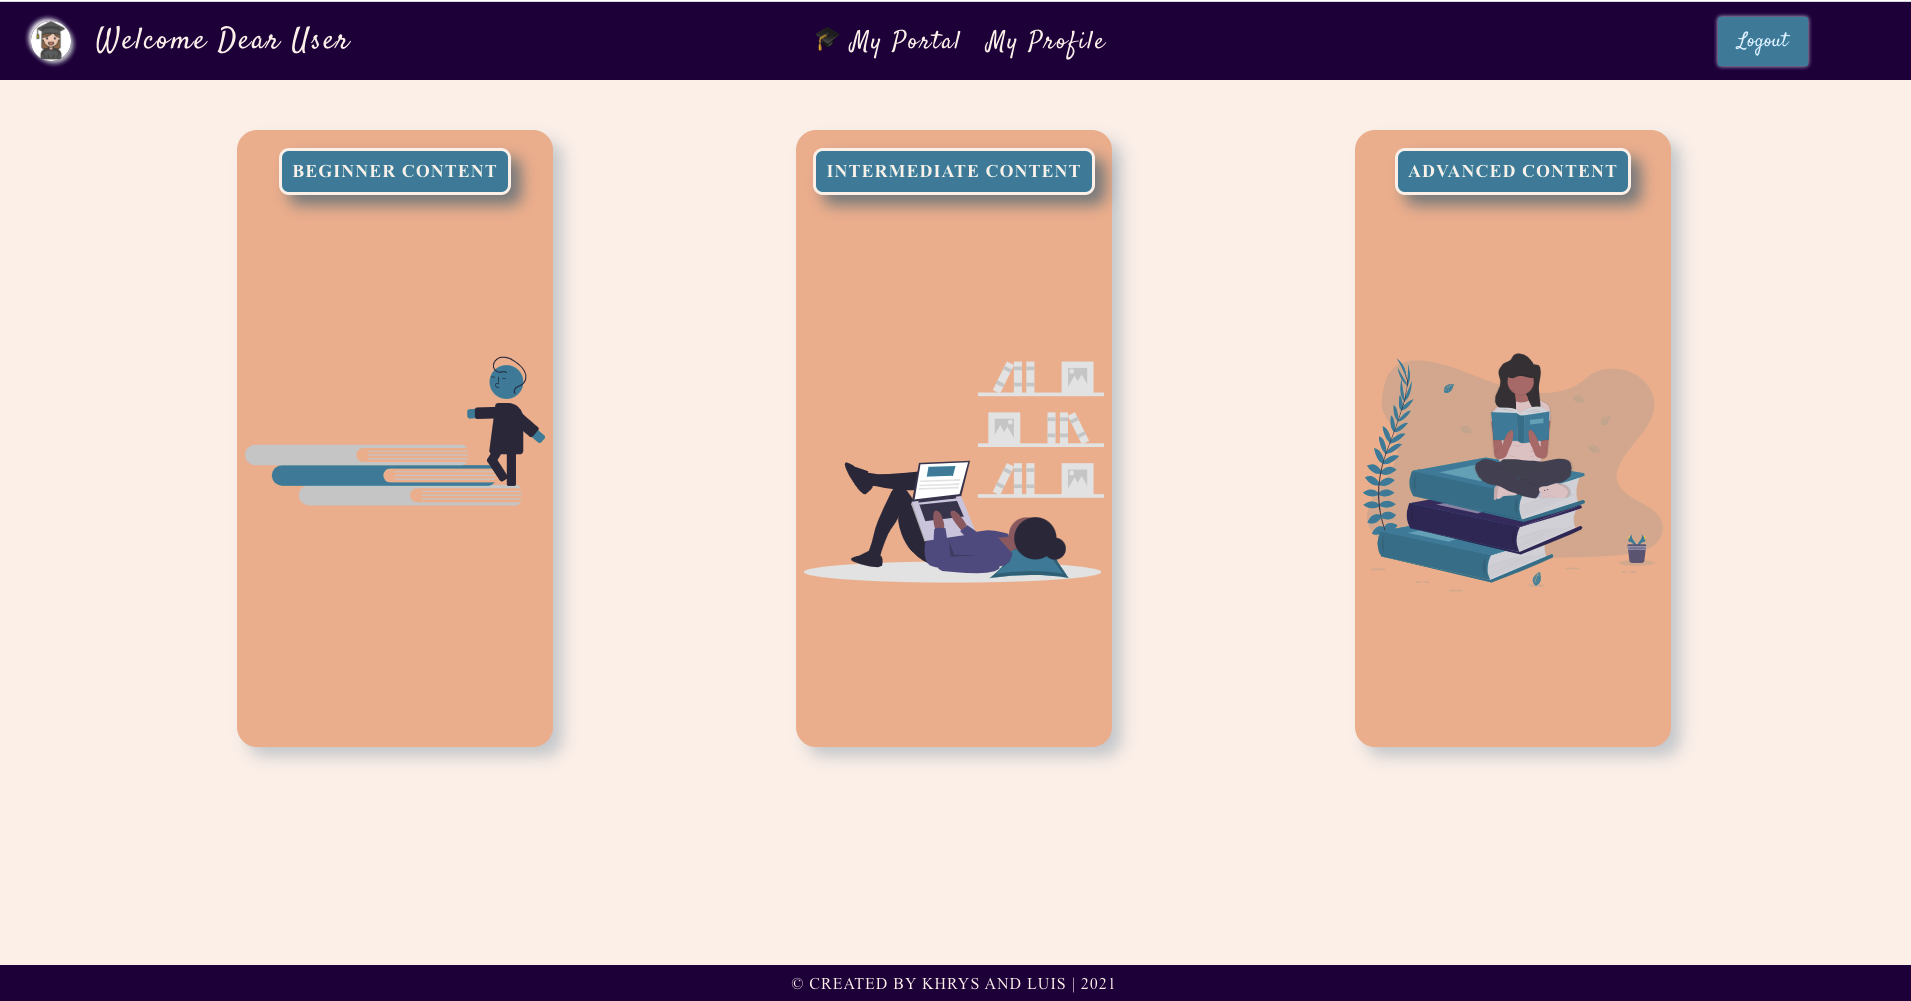 Welcome Dear User
My Portal
My Profile
Logout
BEGINNER CONTENT
INTERMEDIATE CONTENT
ADVANCED CONTENT
© CREATED BY KHRYS AND LUIS | 2021